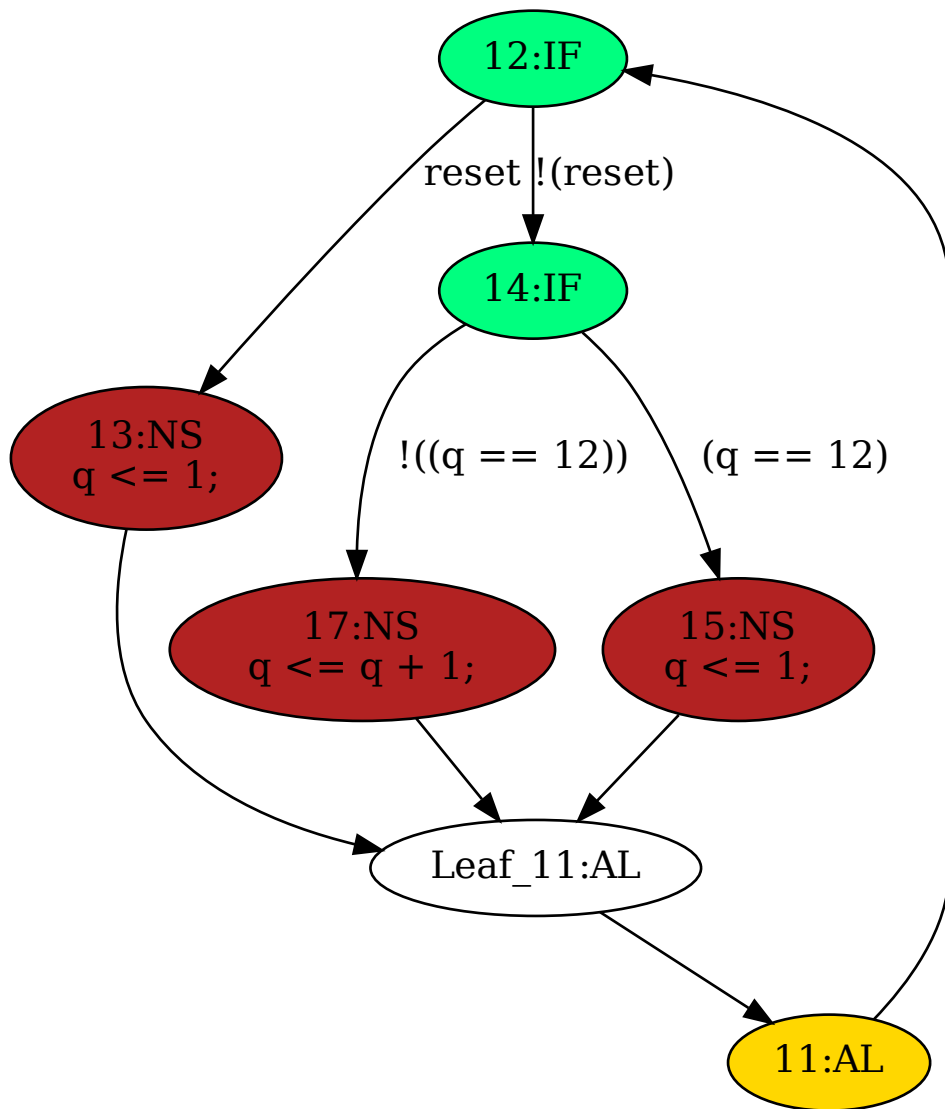 12:IF
reset
!(reset)
14:IF
13:NS
q <= 1;
!((q == 12))
(q == 12)
17:NS
q <= q + 1;
15:NS
q <= 1;
Leaf_11:AL
11:AL